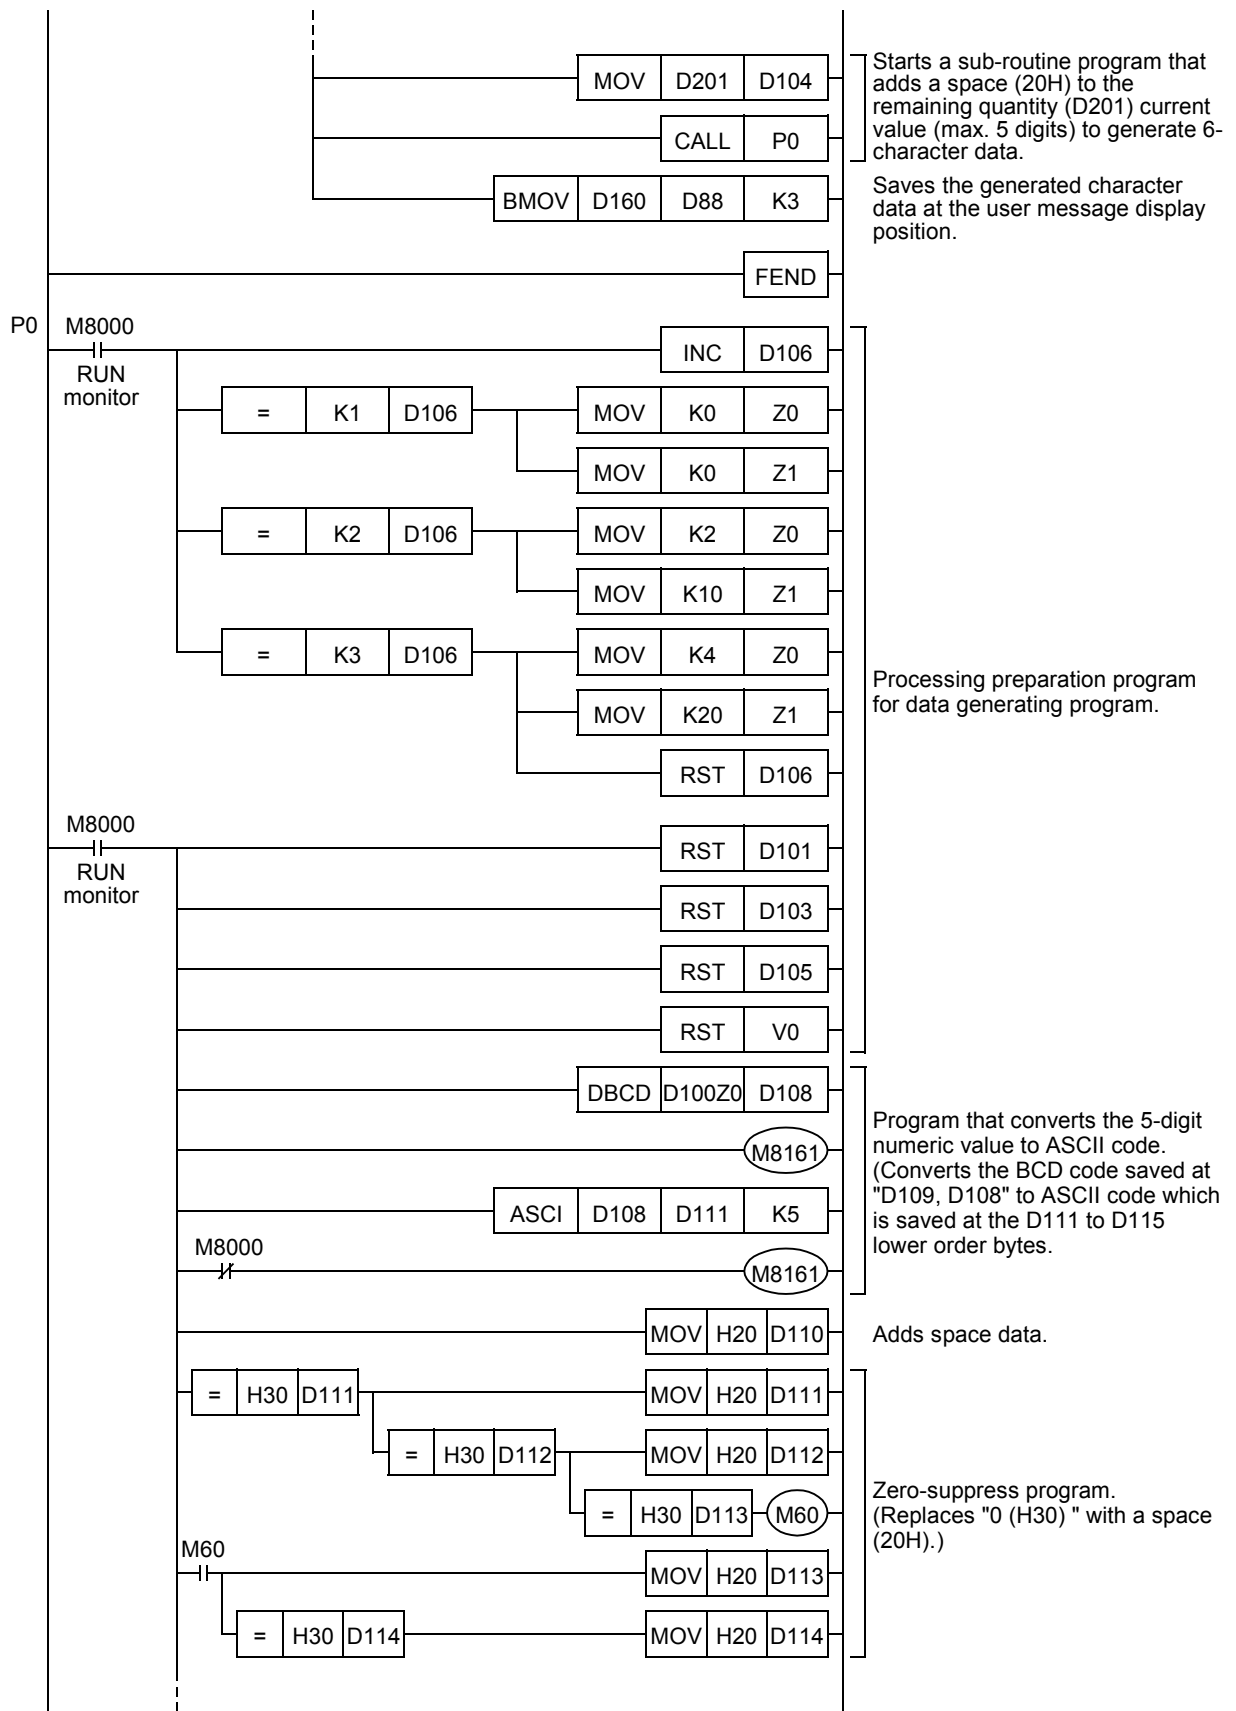 MOV D201 D104
Starts a sub-routine program that
adds a space (20H) to the
remaining quantity (D201) current
value (max. 5 digits) to generate 6-
character data.
CALL P0
BMOV D160 D88 K3
Saves the generated character
data at the user message display
position.
FEND
P0 M8000
RUN
monitor
INC D106
= K1 D106 MOV K0 Z0
MOV K0 Z1
= K2 D106 MOV K2 Z0
MOV K10 Z1
= K3 D106 MOV K4 Z0
MOV K20 Z1
RST D106
Processing preparation program
for data generating program.
M8000
RUN
monitor
RST D101
RST D103
RST D105
RST V0
DBCD D100Z0 D108
M8161
ASCI D108 D111 K5
M8000
M8161
Program that converts the 5-digit
numeric value to ASCII code.
(Converts the BCD code saved at
"D109, D108" to ASCII code which
is saved at the D111 to D115
lower order bytes.
MOV H20 D110
Adds space data.
= H30 D111 MOV H20 D111
= H30 D112 MOV H20 D112
= H30 D113 M60
M60
MOV H20 D113
= H30 D114 MOV H20 D114
Zero-suppress program.
(Replaces "0 (H30) " with a space
(20H).)